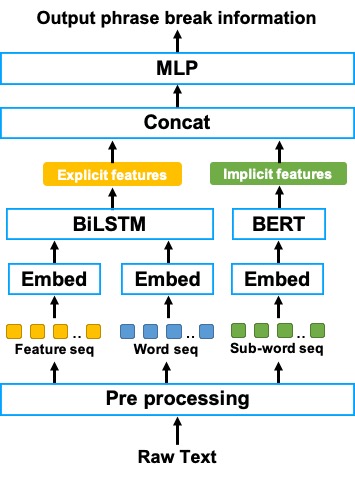 Output phrase break information
MLP
Concat
Explicit features
Implicit features
BiLSTM
BERT
Embed
Embed
Embed
..
..
..
Feature seq
Word seq
Sub-word seq
Pre processing
Raw Text